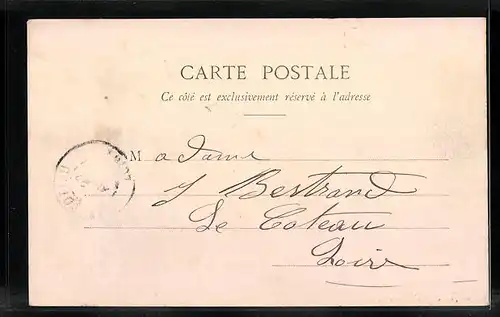 CARTE POSTALE
Ce côté est exclusivement réservé à l'adresse
Madame
J Bertrand
Le Coteau
Loire